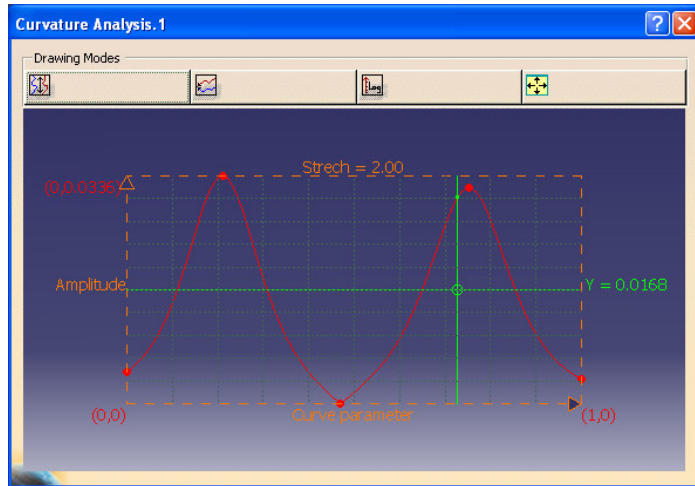 Curvature Analysis.1
Drawing Modes
Log
Strech = 2.00
(0,0.0336)
Amplitude
Y = 0.0168
(0,0)
Curve parameter
(1,0)